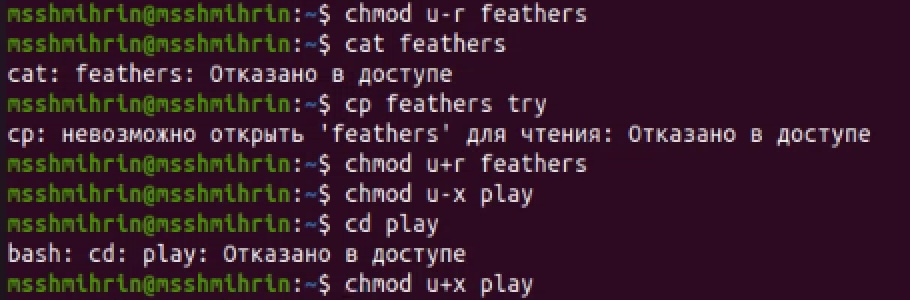 msshmihrin@msshmihrin:~$ chmod u-r feathers
msshmihrin@msshmihrin:~$ cat feathers
cat: feathers: Отказано в доступе
msshmihrin@msshmihrin:~$ cp feathers try
cp: невозможно открыть 'feathers' для чтения: Отказано в доступе
msshmihrin@msshmihrin:~$ chmod u+r feathers
msshmihrin@msshmihrin:~$ chmod u-x play
msshmihrin@msshmihrin:~$ cd play
bash: cd: play: Отказано в доступе
msshmihrin@msshmihrin:~$ chmod u+x play